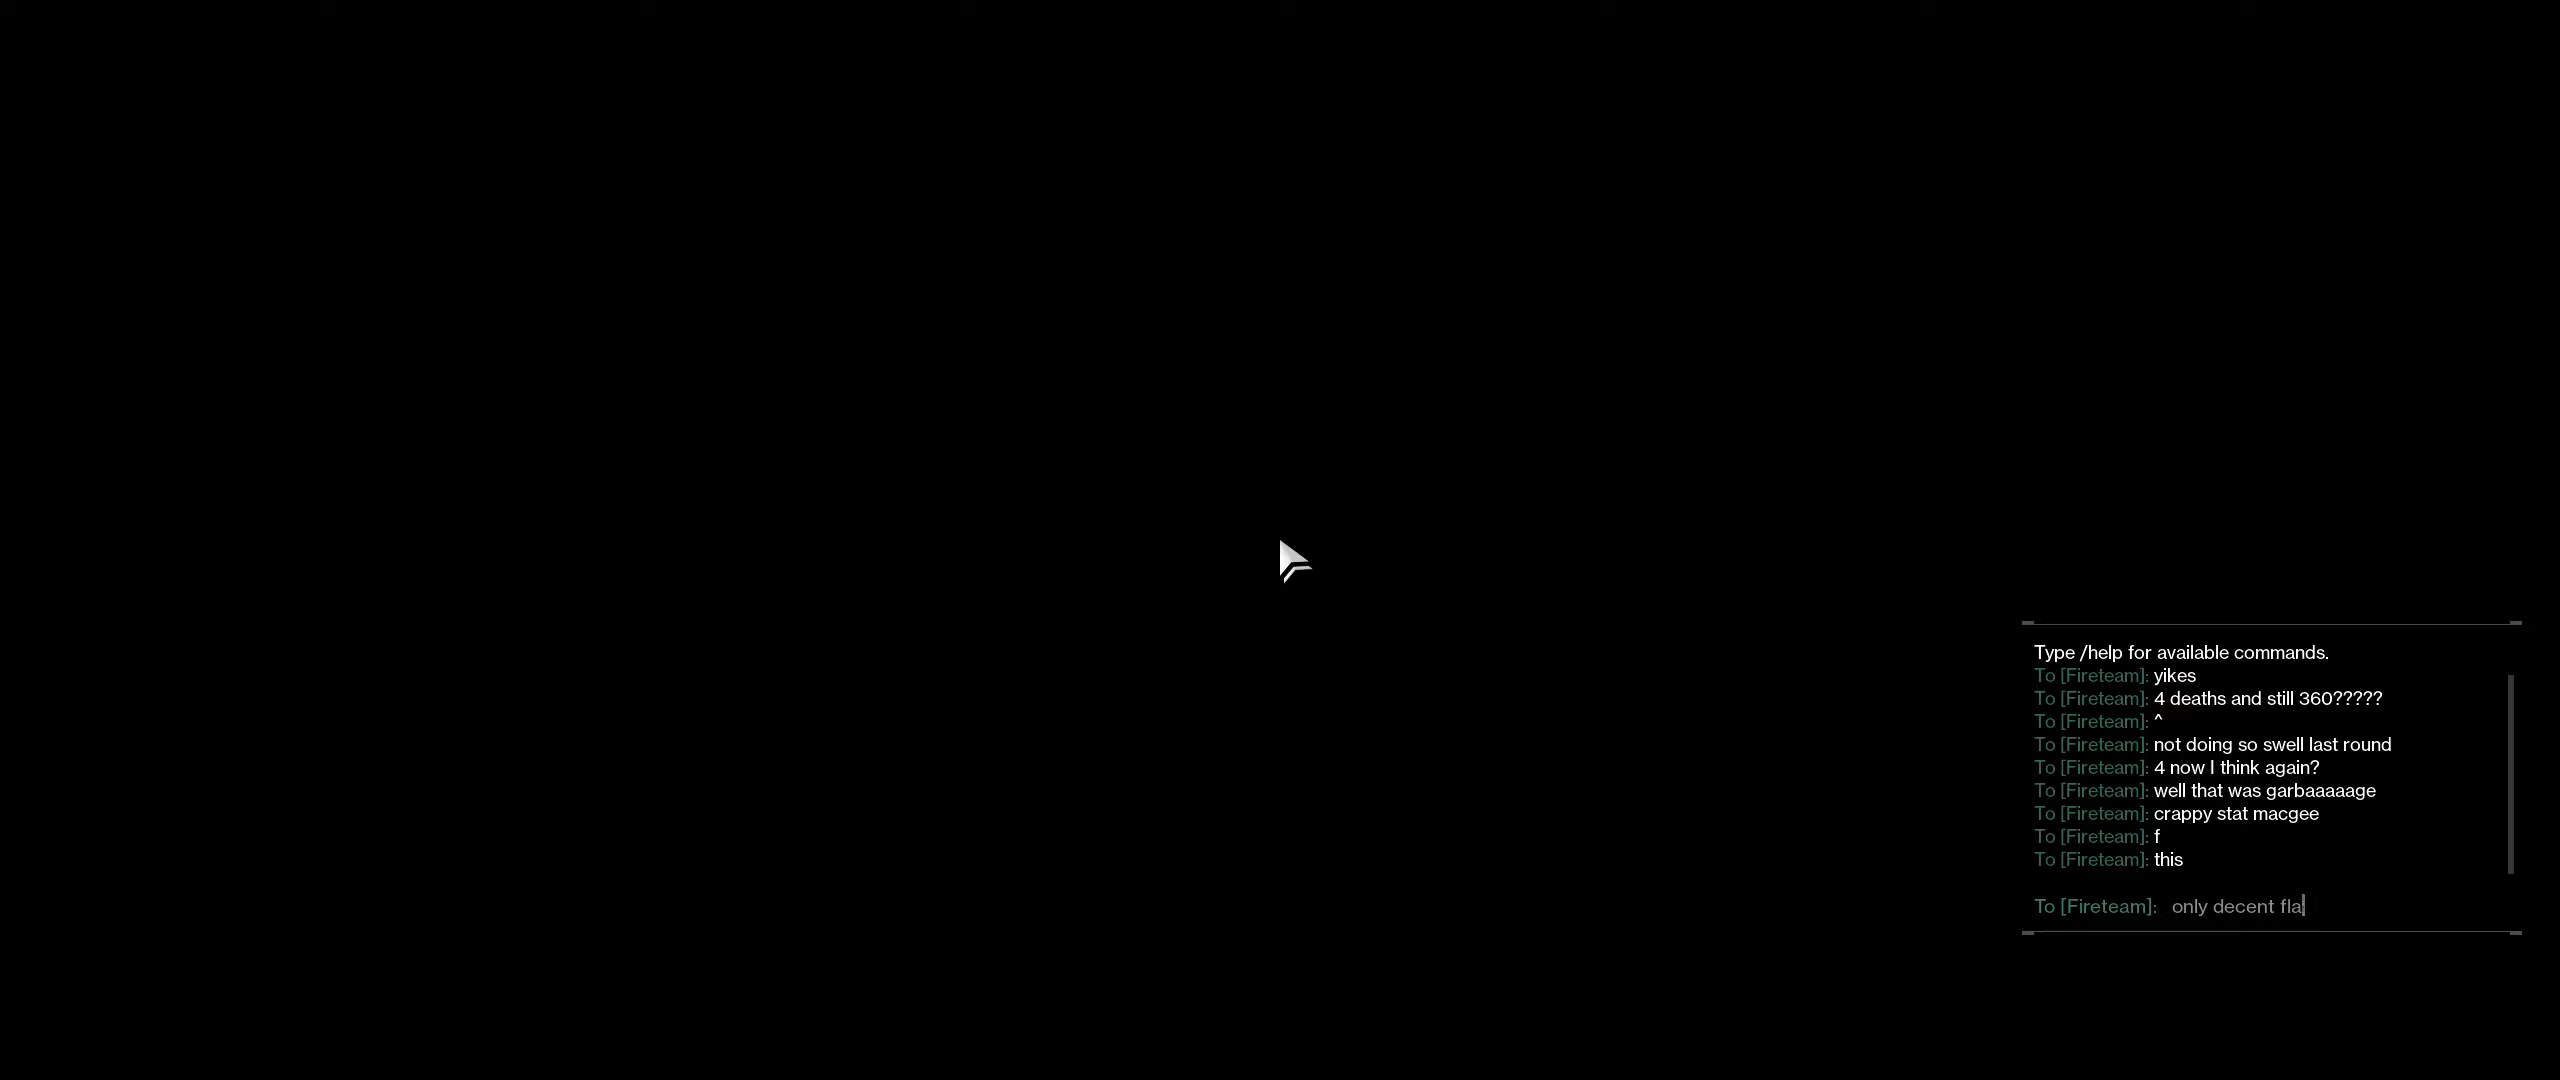 Type /help for available commands.
To [Fireteam]: yikes
To [Fireteam]: 4 deaths and still 360?????
To [Fireteam]: ^
To [Fireteam]: not doing so swell last round
To [Fireteam]: 4 now I think again?
To [Fireteam]: well that was garbaaaaage
To [Fireteam]: crappy stat macgee
To [Fireteam]: f
To [Fireteam]: this
To [Fireteam]: only decent fla